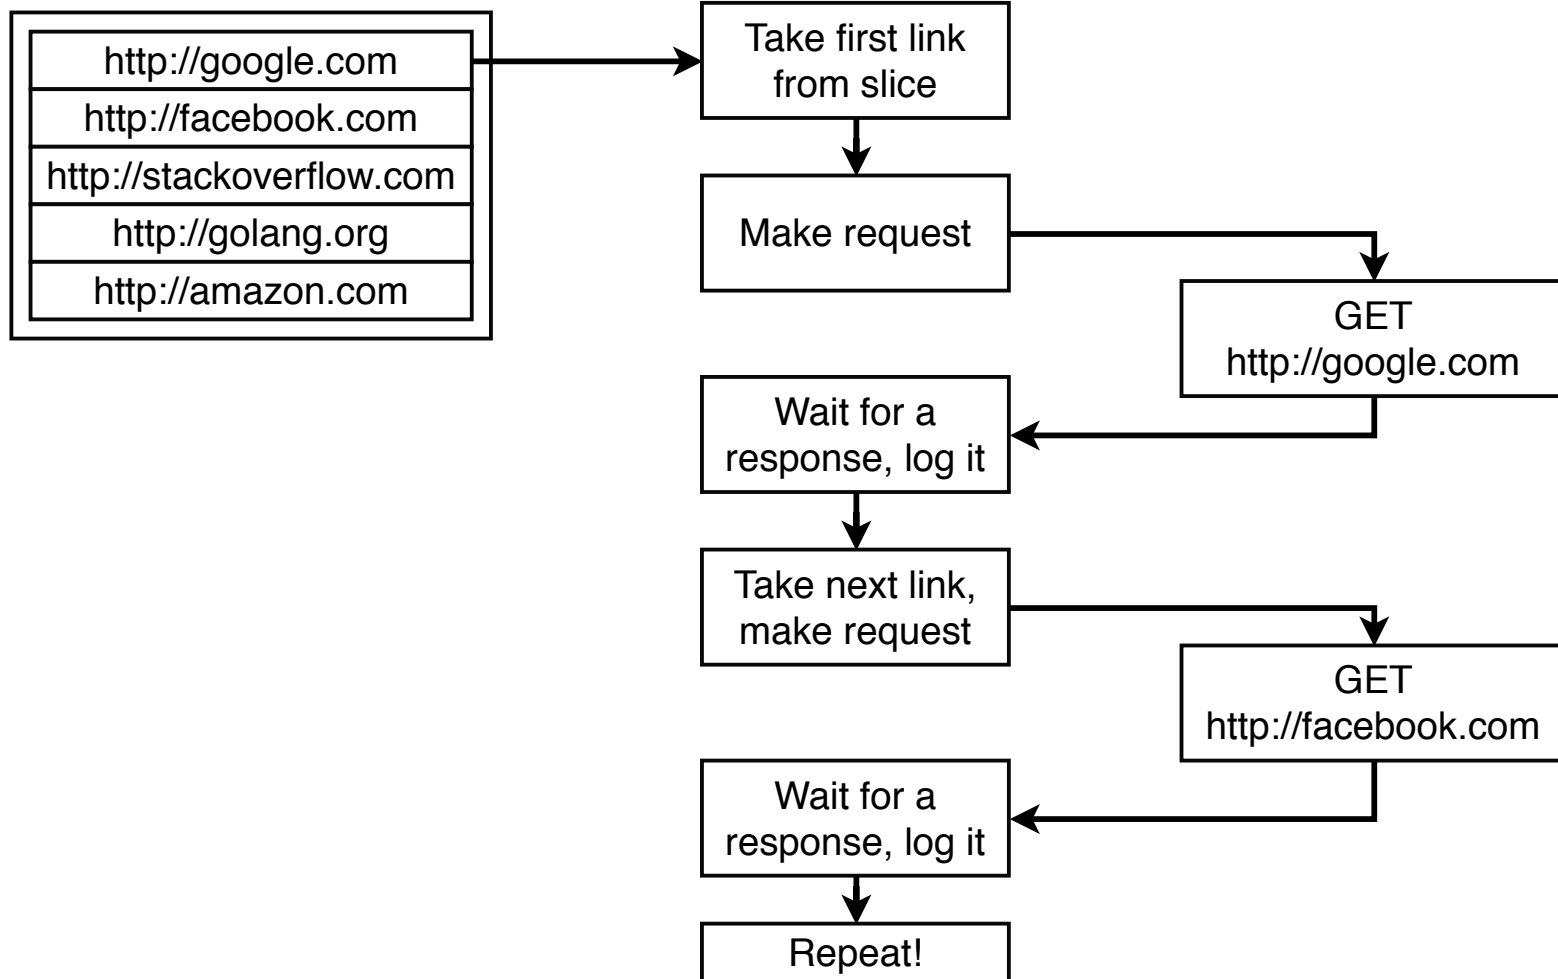 http://google.com
http://facebook.com
http://stackoverflow.com
http://golang.org
http://amazon.com
Take first link
from slice
Make request
GET
http://google.com
Wait for a
response, log it
Take next link,
make request
GET
http://facebook.com
Wait for a
response, log it
Repeat!